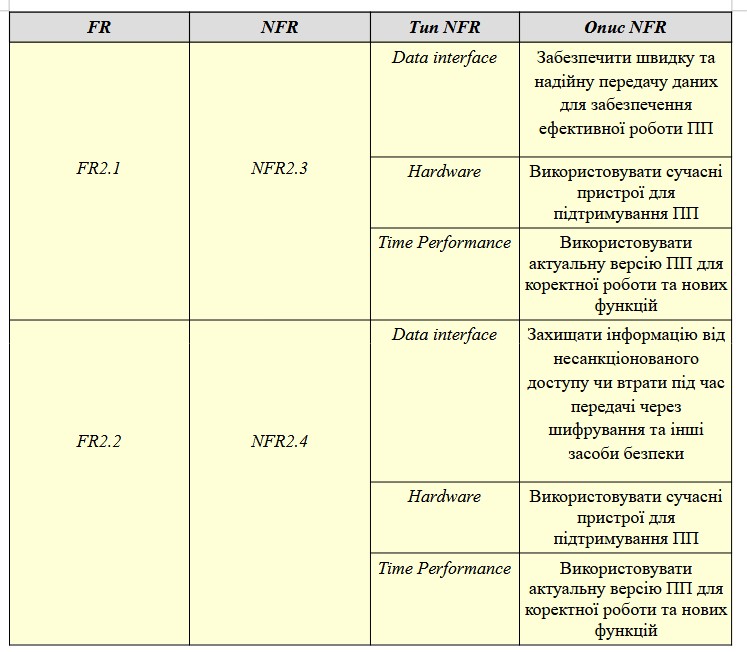 FR NFR Тип NFR Опис NFR
Data interface Забезпечити швидку та
надійну передачу даних
для забезпечення
ефективної роботи ПП
FR2.1 NFR2.3
Hardware Використовувати сучасні
пристрої для
підтримування ПП
Time Performance Використовувати
актуальну версію ПП для
коректної роботи та нових
функцій
Data interface Захищати інформацію від
несанкціонованого
доступу чи втрати під час
передачі через
шифрування та інші
засоби безпеки
FR2.2 NFR2.4
Hardware Використовувати сучасні
пристрої для
підтримування ПП
Time Performance Використовувати
актуальну версію ПП для
коректної роботи та нових
функцій